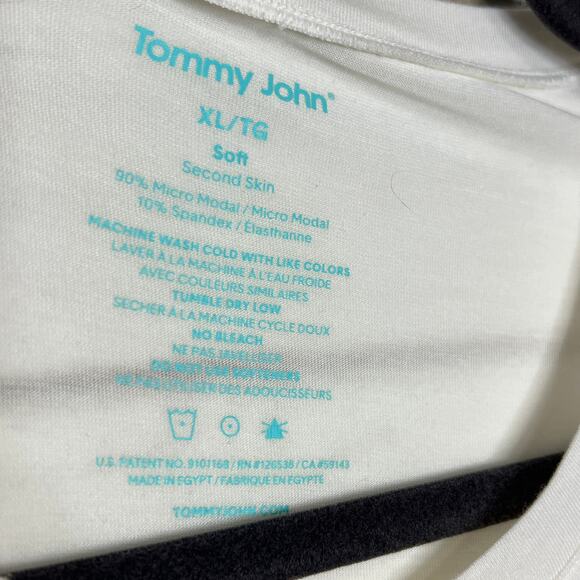 Tommy John®
XL/TG
Soft
Second Skin
90% Micro Modal / Micro Modal
10% Spandex / Élasthanne
MACHINE WASH COLD WITH LIKE COLORS
LAVER À LA MACHINE À L'EAU FROIDE
AVEC COULEURS SIMILAIRES
TUMBLE DRY LOW
SECHER À LA MACHINE CYCLE DOUX
NO BLEACH
NE PAS JAVELLISER
DO NOT USE SOFTENERS
NE PAS UTILISER DES ADOUCISSEURS
U.S. PATENT NO. 9101168 / RN #126538 / CA #59143
MADE IN EGYPT / FABRIQUE EN EGYPTE
TOMMYJOHN.COM